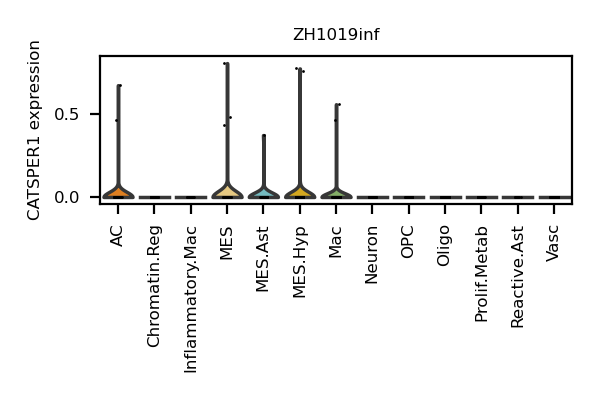 ZH1019inf
CATSPER1 expression
0.5
0.0
AC
Chromatin.Reg
Inflammatory.Mac
MES
MES.Ast
MES.Hyp
Mac
Neuron
OPC
Oligo
Prolif.Metab
Reactive.Ast
Vasc